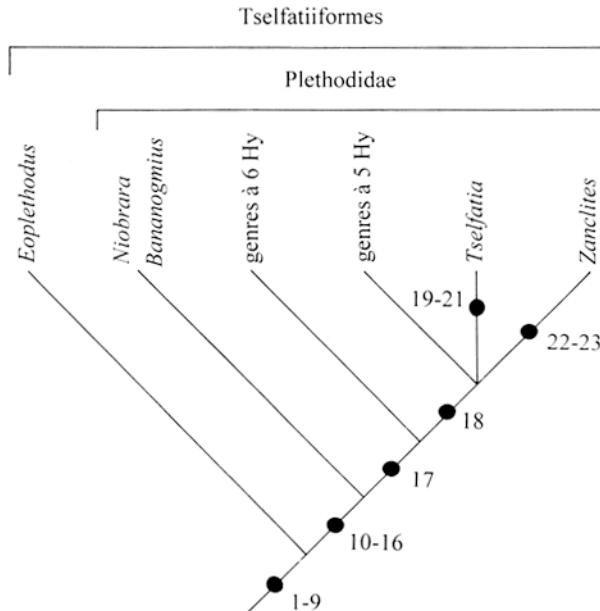 Tselfatiiformes
Plethodidae
Eoplethodus
Niobrara
Bananogmius
genres à 6 Hy
genres à 5 Hy
Tselfatia
Zanclites
19-21
22-23
18
17
10-16
1-9